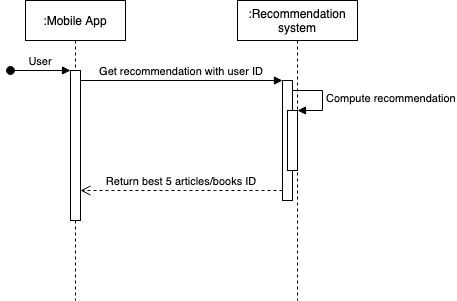 :Mobile App
:Recommendation
system
User
Get recommendation with user ID
Compute recommendation
Return best 5 articles/books ID